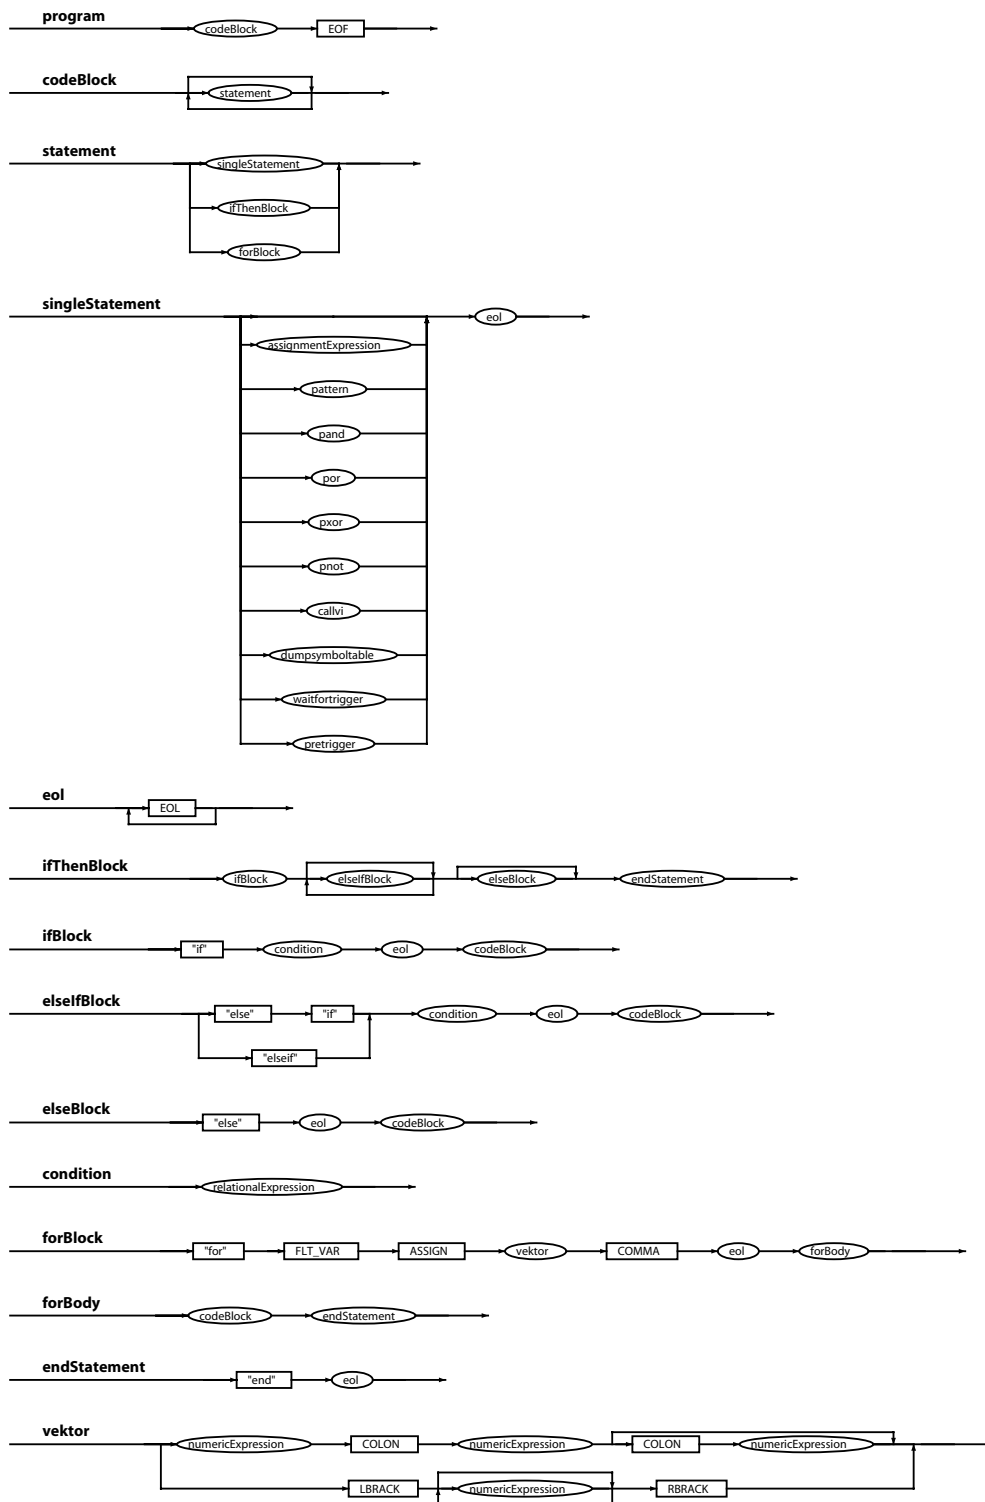 program
codeBlock EOF
codeBlock
statement
statement
singleStatement
ifThenBlock
forBlock
singleStatement
eol
assignmentExpression
pattern
pand
por
pxor
pnot
callvi
dumpsymboltable
waitfortrigger
pretrigger
eol
EOL
ifThenBlock
ifBlock elseIfBlock elseBlock endStatement
ifBlock
"if" condition eol codeBlock
elseIfBlock
"else" "if" condition eol codeBlock
"elseif"
elseBlock
"else" eol codeBlock
condition
relationalExpression
forBlock
"for" FLT_VAR ASSIGN vektor COMMA eol forBody
forBody
codeBlock endStatement
endStatement
"end" eol
vektor
numericExpression COLON numericExpression COLON numericExpression
LBRACK numericExpression RBRACK